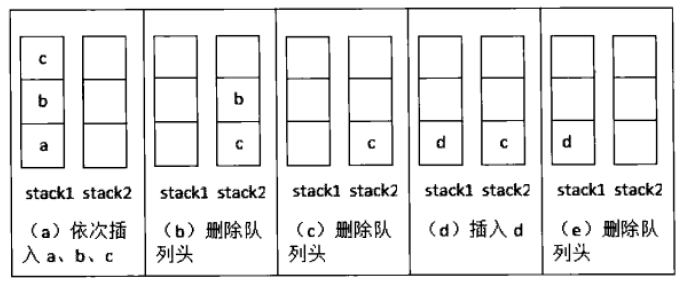 c
b
a
stack1 stack2
(a)依次插
入 a、b、c
b
c
stack1 stack2
(b)删除队
列头
c
stack1 stack2
(c)删除队
列头
d
c
stack1 stack2
(d)插入 d
d
stack1 stack2
(e)删除队
列头